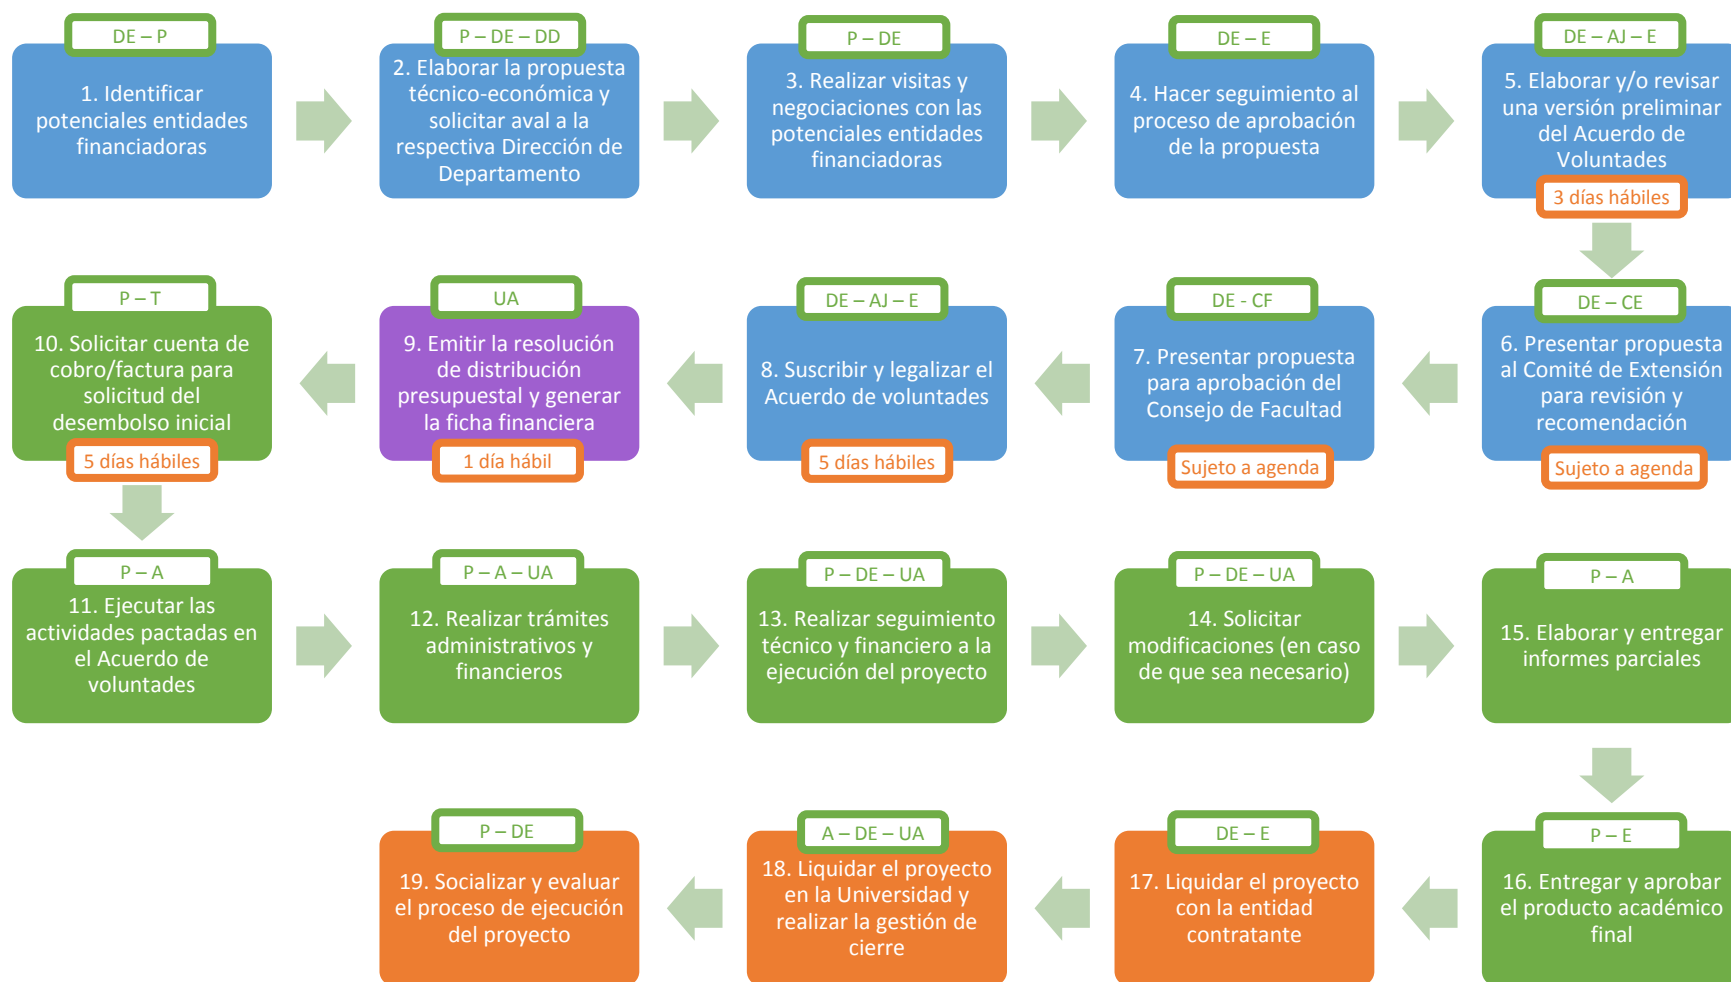 DE – P
1. Identificar
potenciales entidades
financiadoras
P – DE – DD
2. Elaborar la propuesta
técnico-económica y
solicitar aval a la
respectiva Dirección de
Departamento
P – DE
3. Realizar visitas y
negociaciones con las
potenciales entidades
financiadoras
DE – E
4. Hacer seguimiento al
proceso de aprobación
de la propuesta
DE – AJ – E
5. Elaborar y/o revisar
una versión preliminar
del Acuerdo de
Voluntades
3 días hábiles
DE – CE
6. Presentar propuesta
al Comité de Extensión
para revisión y
recomendación
Sujeto a agenda
DE - CF
7. Presentar propuesta
para aprobación del
Consejo de Facultad
Sujeto a agenda
DE – AJ – E
8. Suscribir y legalizar el
Acuerdo de voluntades
5 días hábiles
UA
9. Emitir la resolución
de distribución
presupuestal y generar
la ficha financiera
1 día hábil
P – T
10. Solicitar cuenta de
cobro/factura para
solicitud del
desembolso inicial
5 días hábiles
P – A
11. Ejecutar las
actividades pactadas en
el Acuerdo de
voluntades
P – A – UA
12. Realizar trámites
administrativos y
financieros
P – DE – UA
13. Realizar seguimiento
técnico y financiero a la
ejecución del proyecto
P – DE – UA
14. Solicitar
modificaciones (en caso
de que sea necesario)
P – A
15. Elaborar y entregar
informes parciales
P – E
16. Entregar y aprobar
el producto académico
final
DE – E
17. Liquidar el proyecto
con la entidad
contratante
A – DE – UA
18. Liquidar el proyecto
en la Universidad y
realizar la gestión de
cierre
P – DE
19. Socializar y evaluar
el proceso de ejecución
del proyecto